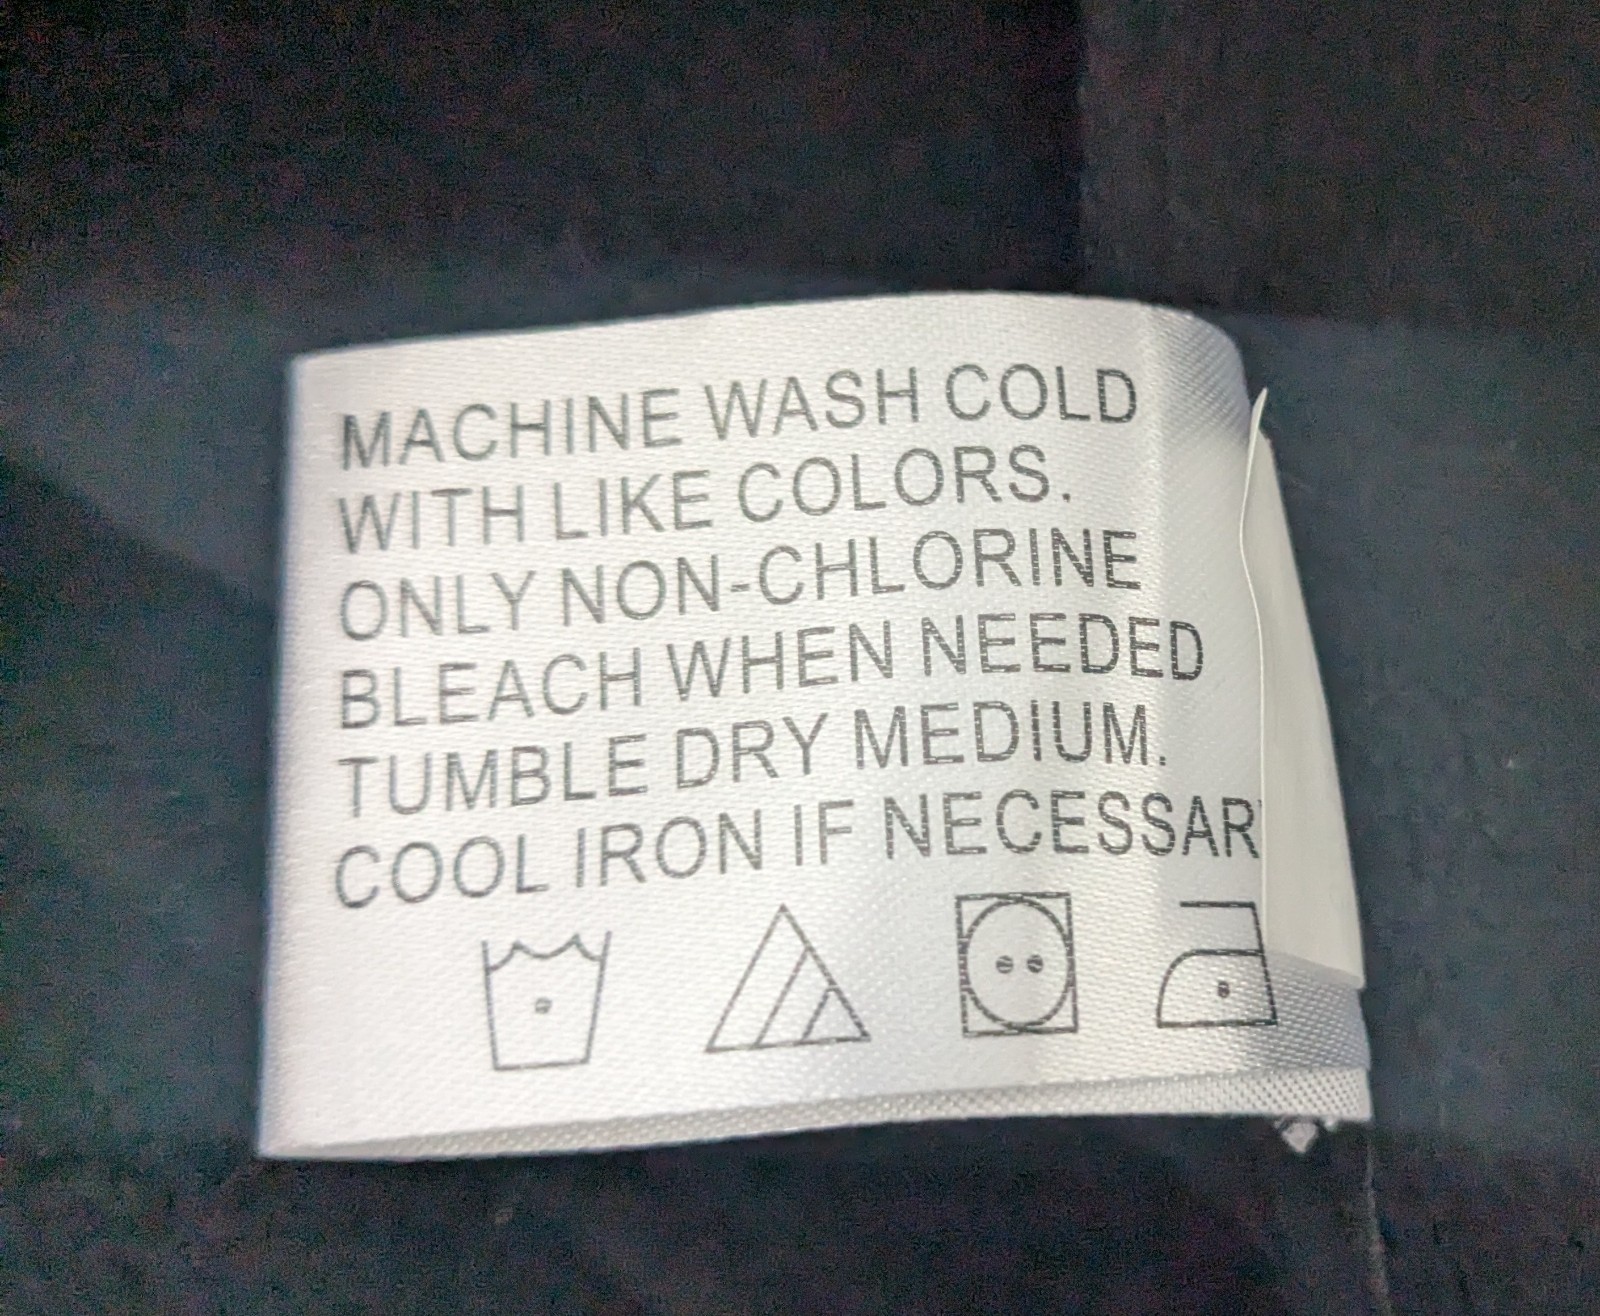 MACHINE WASH COLD
WITH LIKE COLORS.
ONLY NON-CHLORINE
BLEACH WHEN NEEDED
TUMBLE DRY MEDIUM.
COOL IRON IF NECESSAR